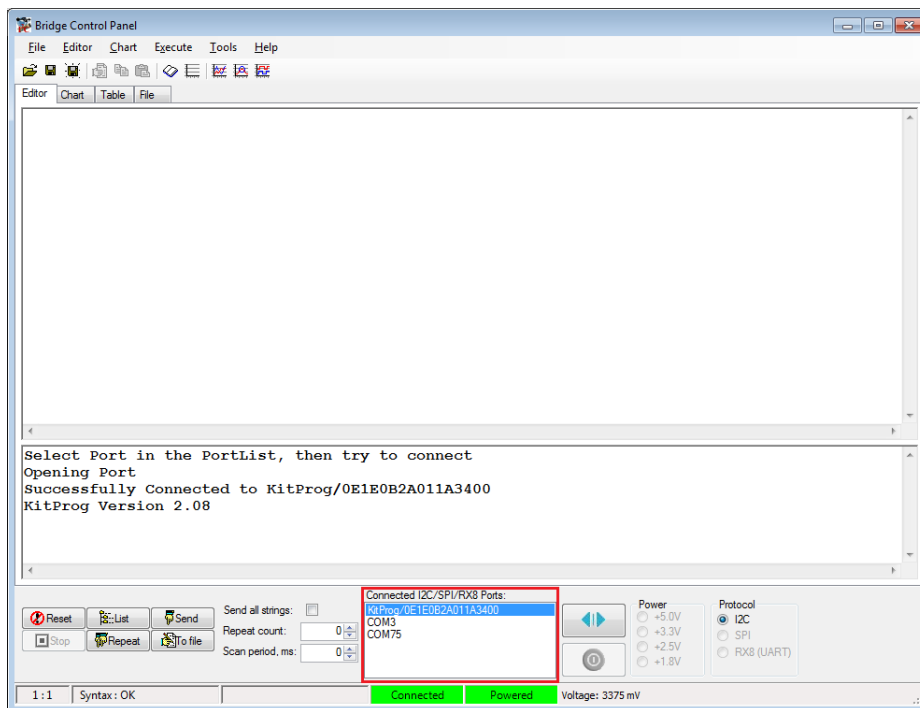 Bridge Control Panel
File Editor Chart Execute Tools Help
Editor Chart Table File
Select Port in the PortList, then try to connect
Opening Port
Successfully Connected to KitProg/0E1E0B2A011A3400
KitProg Version 2.08
Connected I2C/SPI/RX8 Ports:
KitProg/0E1E0B2A011A3400
COM3
COM75
Reset List Send
Stop Repeat To file
Send all strings:
Repeat count: 0
Scan period, ms: 0
Power
+5.0V
+3.3V
+2.5V
+1.8V
Protocol
I2C
SPI
RX8 (UART)
1:1 Syntax: OK Connected Powered Voltage: 3375 mV